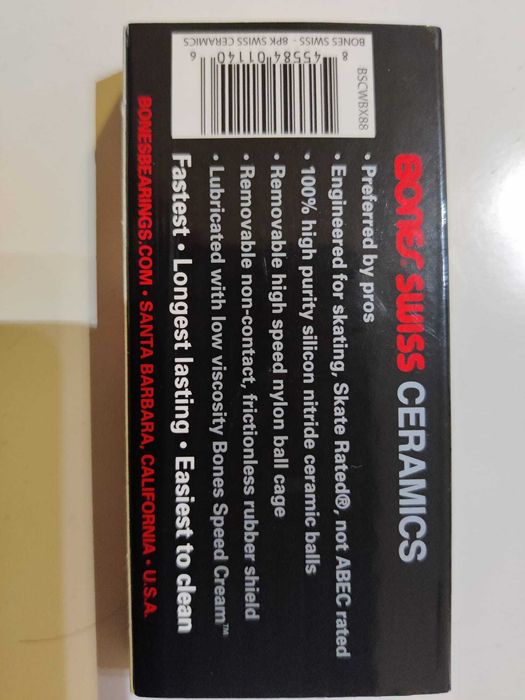 BONES SWISS CERAMICS
• Preferred by pros
• Engineered for skating, Skate Rated®, not ABEC rated
• 100% high purity silicon nitride ceramic balls
• Removable high speed nylon ball cage
• Removable non-contact, frictionless rubber shield
• Lubricated with low viscosity Bones Speed Cream™
Fastest • Longest lasting • Easiest to clean
BONESBEARINGS.COM • SANTA BARBARA, CALIFORNIA • U.S.A.
BSCWBX88
8 45584 01140 6
BONES SWISS - 8PK SWISS CERAMICS